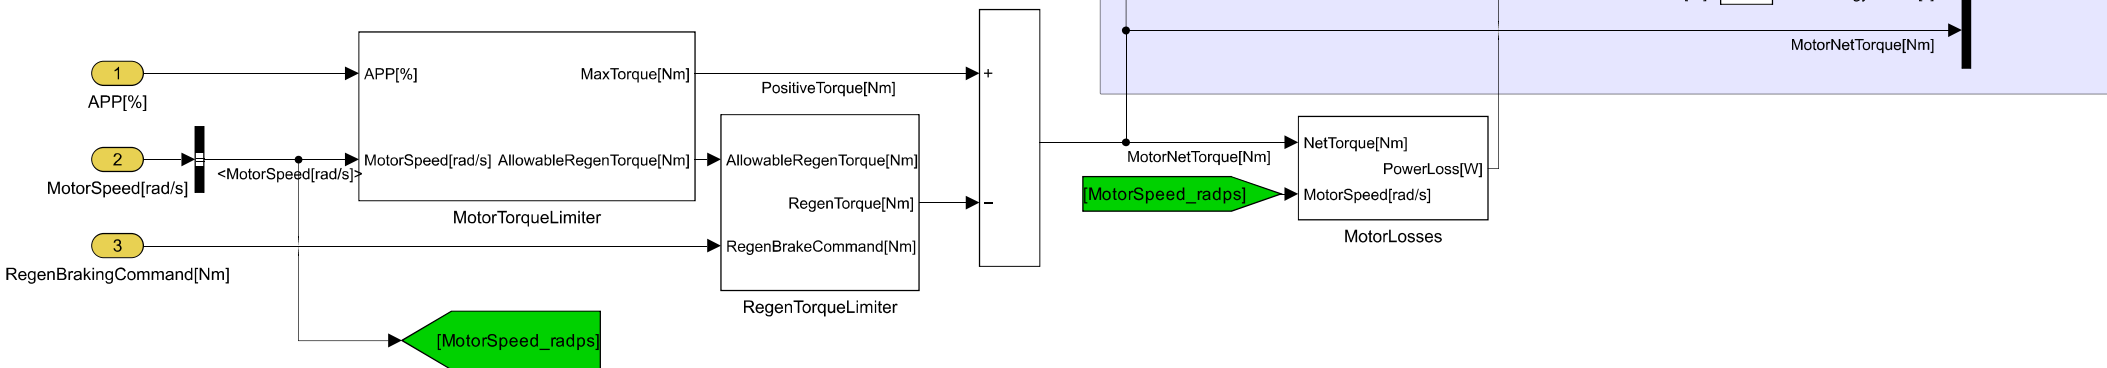 MotorNetTorque[Nm]
1
APP[%]
APP[%]
MaxTorque[Nm]
PositiveTorque[Nm]
+
2
MotorSpeed[rad/s]
<MotorSpeed[rad/s]>
MotorSpeed[rad/s]
AllowableRegenTorque[Nm]
MotorTorqueLimiter
AllowableRegenTorque[Nm]
RegenTorque[Nm]
−
RegenBrakeCommand[Nm]
RegenTorqueLimiter
3
RegenBrakingCommand[Nm]
[MotorSpeed_radps]
MotorNetTorque[Nm]
[MotorSpeed_radps]
NetTorque[Nm]
PowerLoss[W]
MotorSpeed[rad/s]
MotorLosses